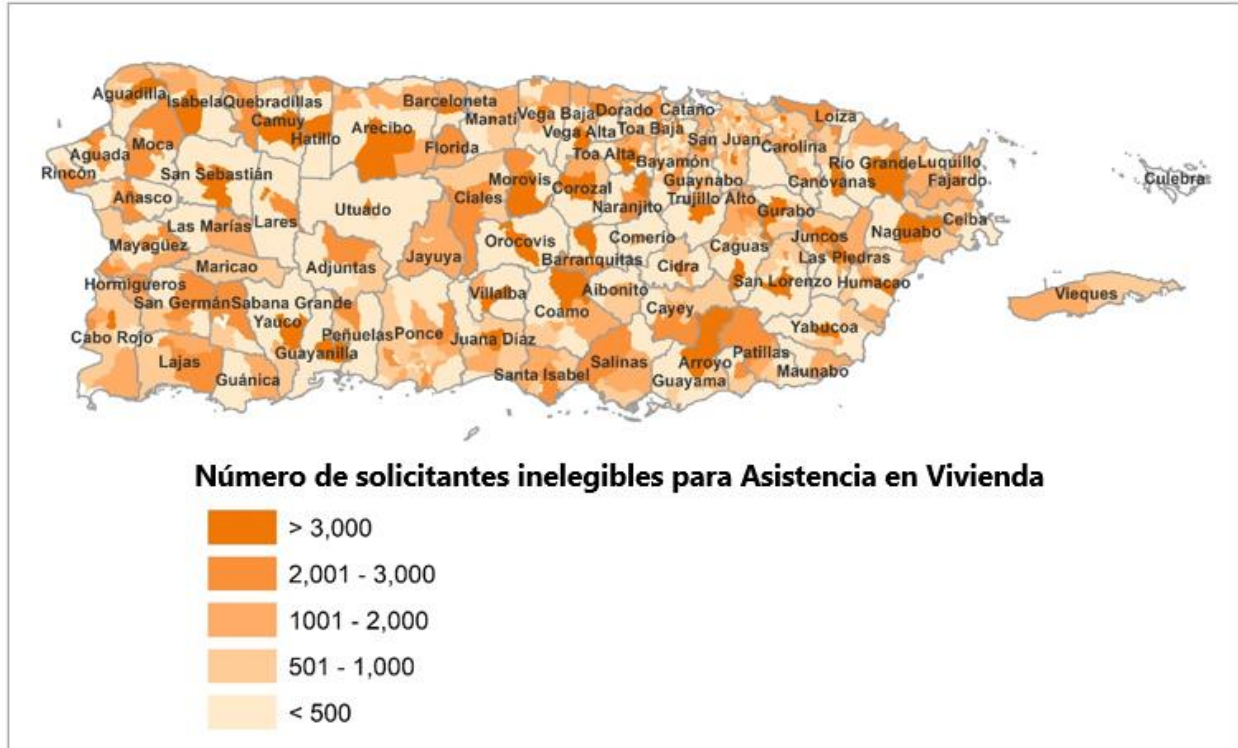 Aguadilla
Isabela
Quebradillas
Camuy
Hatillo
Arecibo
Barceloneta
Manatí
Vega Baja
Dorado
Cataño
Vega Alta
Toa Baja
San Juan
Carolina
Loiza
Moca
Aguada
Rincón
San Sebastián
Florida
Toa Alta
Bayamón
Río Grande
Luquillo
Fajardo
Culebra
Añasco
Lares
Utuado
Ciales
Morovis
Corozal
Naranjito
Guaynabo
Trujillo Alto
Canóvanas
Gurabo
Ceiba
Las Marías
Mayagüez
Maricao
Adjuntas
Jayuya
Orocovis
Barranquitas
Comerío
Cidra
Caguas
Juncos
Las Piedras
Naguabo
Hormigueros
San Germán
Sabana Grande
Yauco
Villalba
Coamo
Aibonito
Cayey
San Lorenzo
Humacao
Vieques
Cabo Rojo
Lajas
Guánica
Guayanilla
Peñuelas
Ponce
Juana Díaz
Santa Isabel
Salinas
Arroyo
Guayama
Patillas
Yabucoa
Maunabo
Número de solicitantes inelegibles para Asistencia en Vivienda
> 3,000
2,001 - 3,000
1001 - 2,000
501 - 1,000
< 500